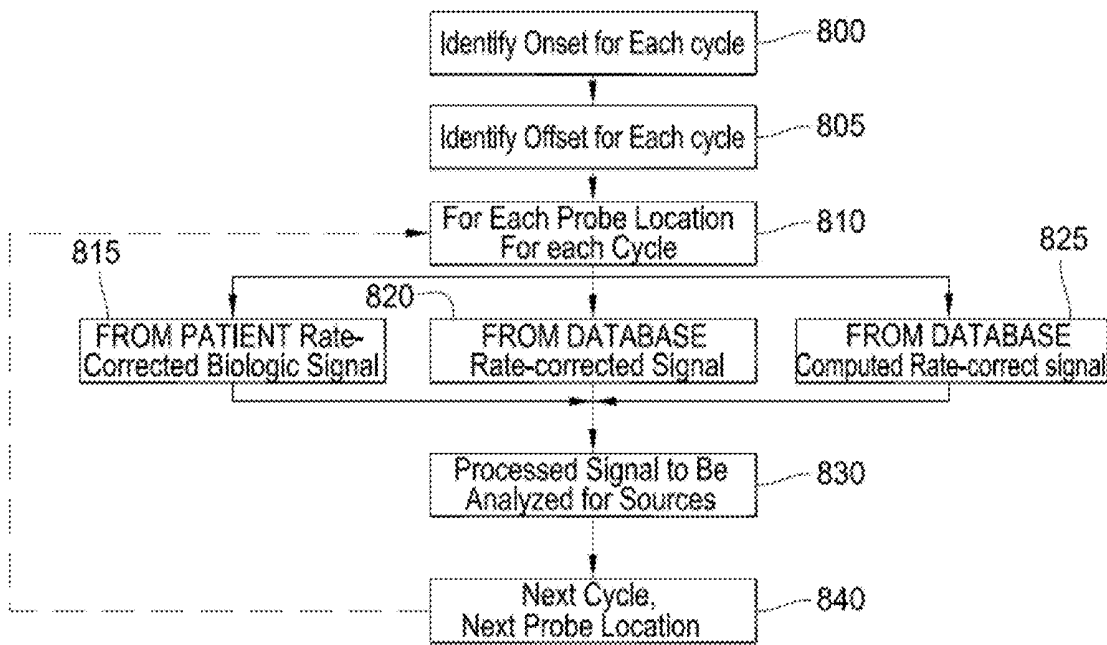 Identify Onset for Each cycle
800
Identify Offset for Each cycle
805
For Each Probe Location
For each Cycle
810
815
820
825
FROM PATIENT Rate-
Corrected Biologic Signal
FROM DATABASE
Rate-corrected Signal
FROM DATABASE
Computed Rate-correct signal
Processed Signal to Be
Analyzed for Sources
830
Next Cycle,
Next Probe Location
840